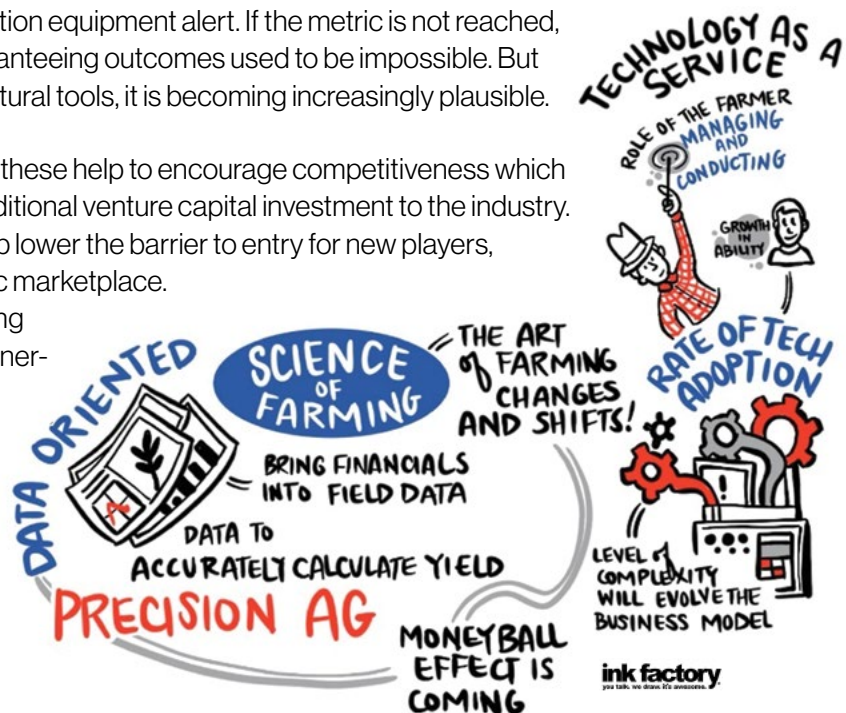 tion equipment alert. If the metric is not reached,
anteeing outcomes used to be impossible. But
tural tools, it is becoming increasingly plausible.
these help to encourage competitiveness which
ditional venture capital investment to the industry.
o lower the barrier to entry for new players,
c marketplace.
ng
ner-
TECHNOLOGY AS A
SERVICE
ROLE OF THE FARMER
MANAGING
AND
CONDUCTING
GROWTH
IN
ABILITY
RATE OF TECH
ADOPTION
LEVEL of
COMPLEXITY
WILL EVOLVE THE
BUSINESS MODEL
DATA ORIENTED
SCIENCE
OF
FARMING
THE ART
of FARMING
CHANGES
AND SHIFTS!
BRING FINANCIALS
INTO FIELD DATA
DATA TO
ACCURATELY CALCULATE YIELD
PRECISION AG
MONEYBALL
EFFECT IS
COMING
ink factory
you talk. we draw. it's awesome.